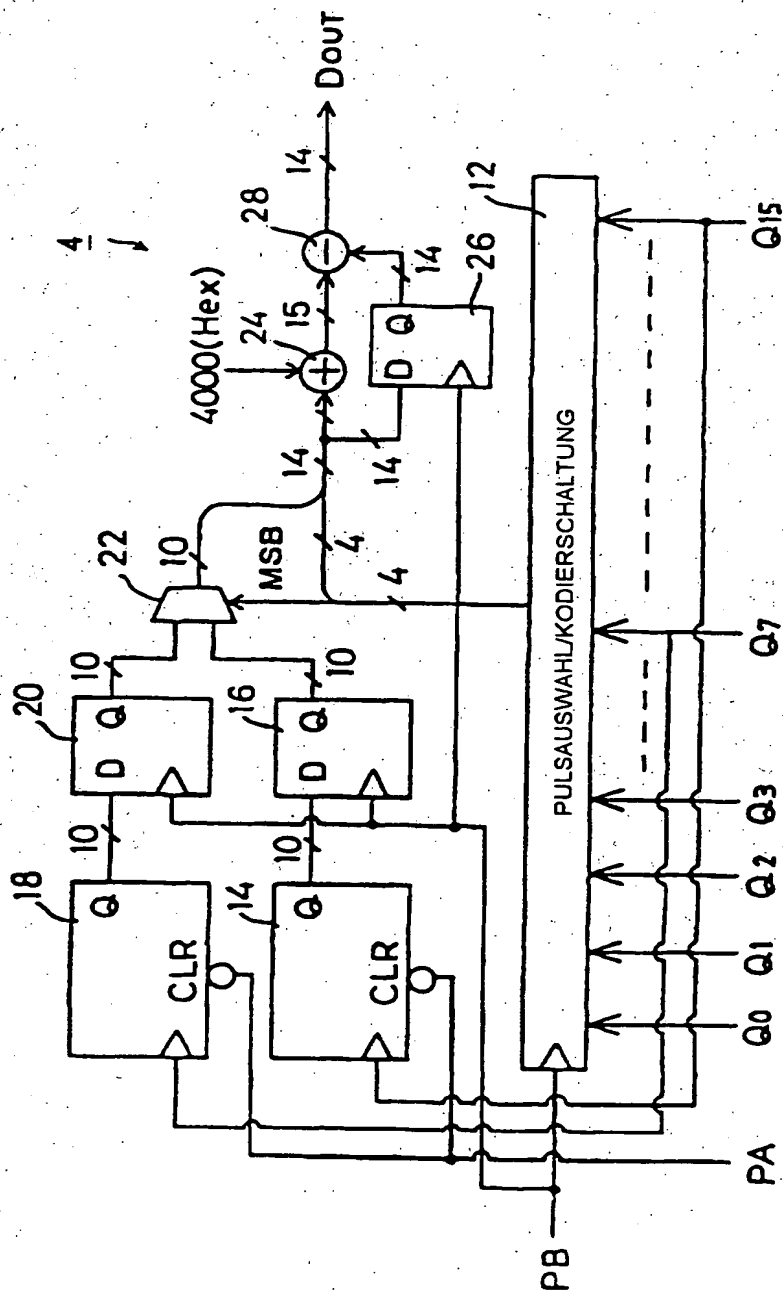 4
4000(Hex)
24
15
28
14
DOUT
22
10
MSB
14
14
4
4
14
D Q
26
20
10
D Q
16
10
D Q
18
Q
10
CLR
14
Q
10
CLR
12
PULSAUSWAHL/KODIERSCHALTUNG
PB
PA
Q0
Q1
Q2
Q3
Q7
Q15